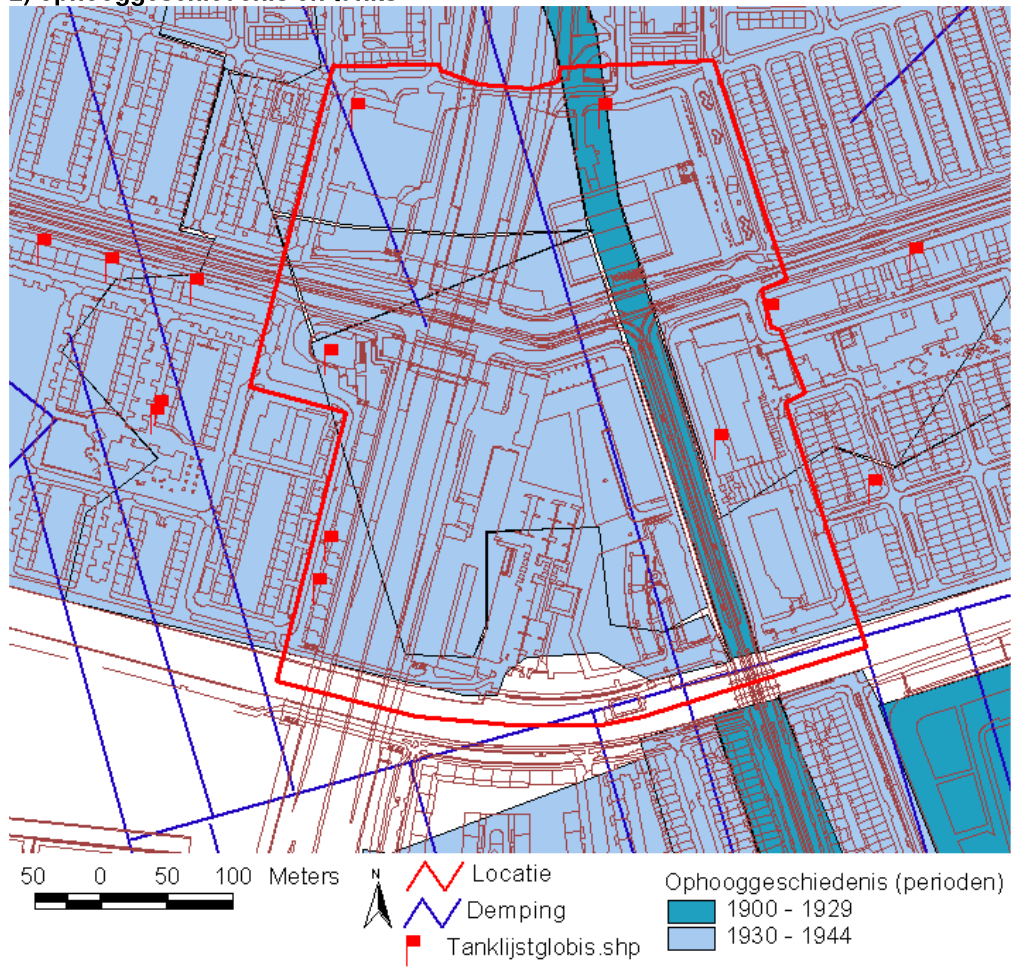 50 0 50 100 Meters
N
Locatie
Demping
Tanklijstglobis.shp
Ophooggeschiedenis (perioden)
1900 - 1929
1930 - 1944